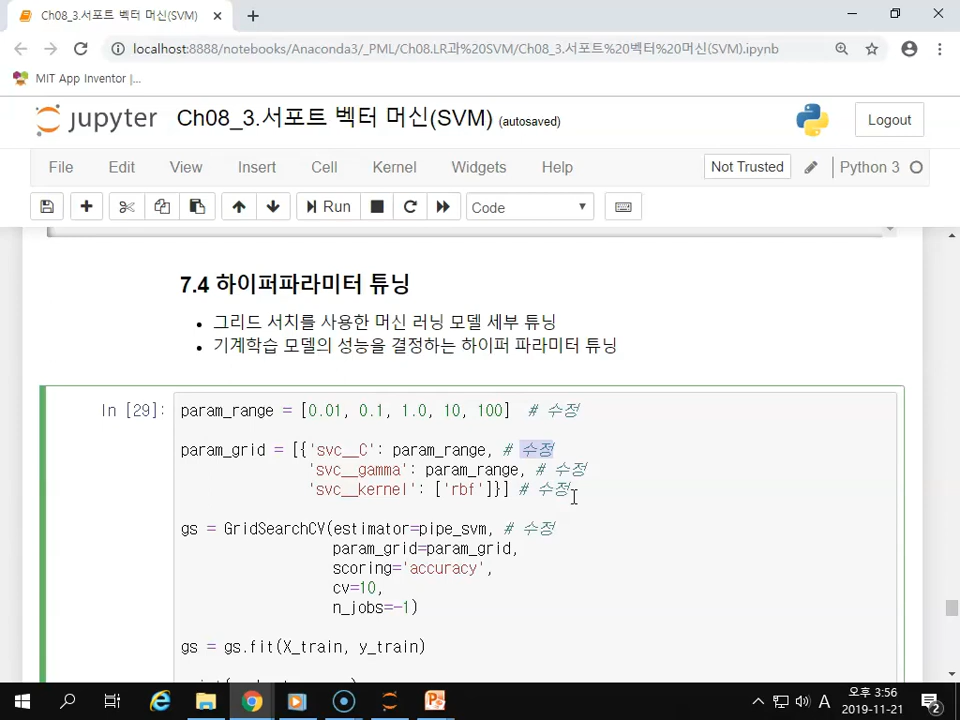 Ch08_3.서포트 벡터 머신(SVM)
localhost:8888/notebooks/Anaconda3/_PML/Ch08.LR과%20SVM/Ch08_3.서포트%20벡터%20머신(SVM).ipynb
MIT App Inventor |...
jupyter Ch08_3.서포트 벡터 머신(SVM) (autosaved)
Logout
File Edit View Insert Cell Kernel Widgets Help Not Trusted Python 3
Run Code
7.4 하이퍼파라미터 튜닝
• 그리드 서치를 사용한 머신 러닝 모델 세부 튜닝
• 기계학습 모델의 성능을 결정하는 하이퍼 파라미터 튜닝
In [29]: param_range = [0.01, 0.1, 1.0, 10, 100] # 수정
param_grid = [{'svc__C': param_range, # 수정
'svc__gamma': param_range, # 수정
'svc__kernel': ['rbf']}] # 수정
gs = GridSearchCV(estimator=pipe_svm, # 수정
param_grid=param_grid,
scoring='accuracy',
cv=10,
n_jobs=-1)
gs = gs.fit(X_train, y_train)
A 오후 3:56
2019-11-21
2